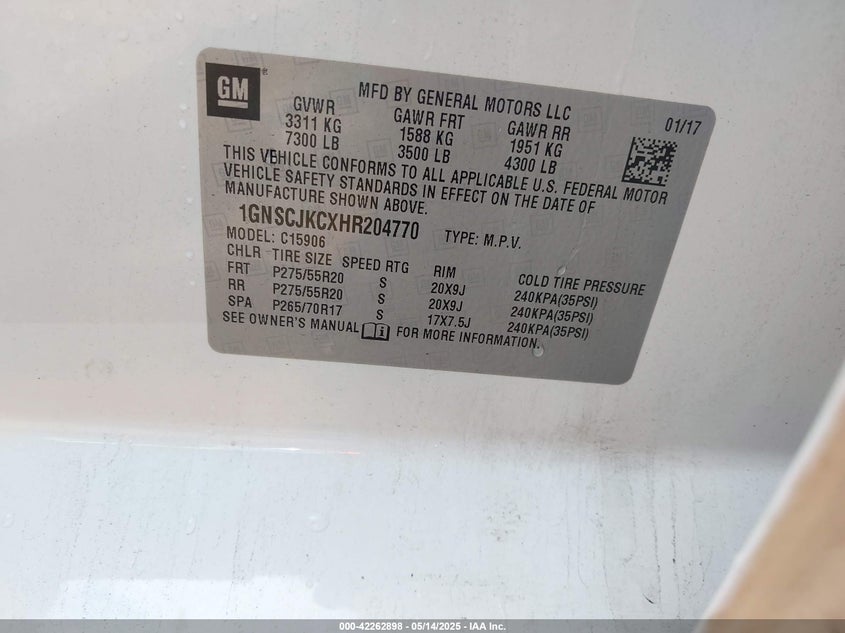 GM
MFD BY GENERAL MOTORS LLC
01/17
GVWR GAWR FRT GAWR RR
3311 KG 1588 KG 1951 KG
7300 LB 3500 LB 4300 LB
THIS VEHICLE CONFORMS TO ALL APPLICABLE U.S. FEDERAL MOTOR
VEHICLE SAFETY STANDARDS IN EFFECT ON THE DATE OF
MANUFACTURE SHOWN ABOVE.
1GNSCJKCXHR204770 TYPE: M.P.V.
MODEL: C15906
CHLR TIRE SIZE SPEED RTG RIM COLD TIRE PRESSURE
FRT P275/55R20 S 20X9J 240KPA(35PSI)
RR P275/55R20 S 20X9J 240KPA(35PSI)
SPA P265/70R17 S 17X7.5J 240KPA(35PSI)
SEE OWNER'S MANUAL FOR MORE INFORMATION.
000-42262898 - 05/14/2025 - IAA Inc.